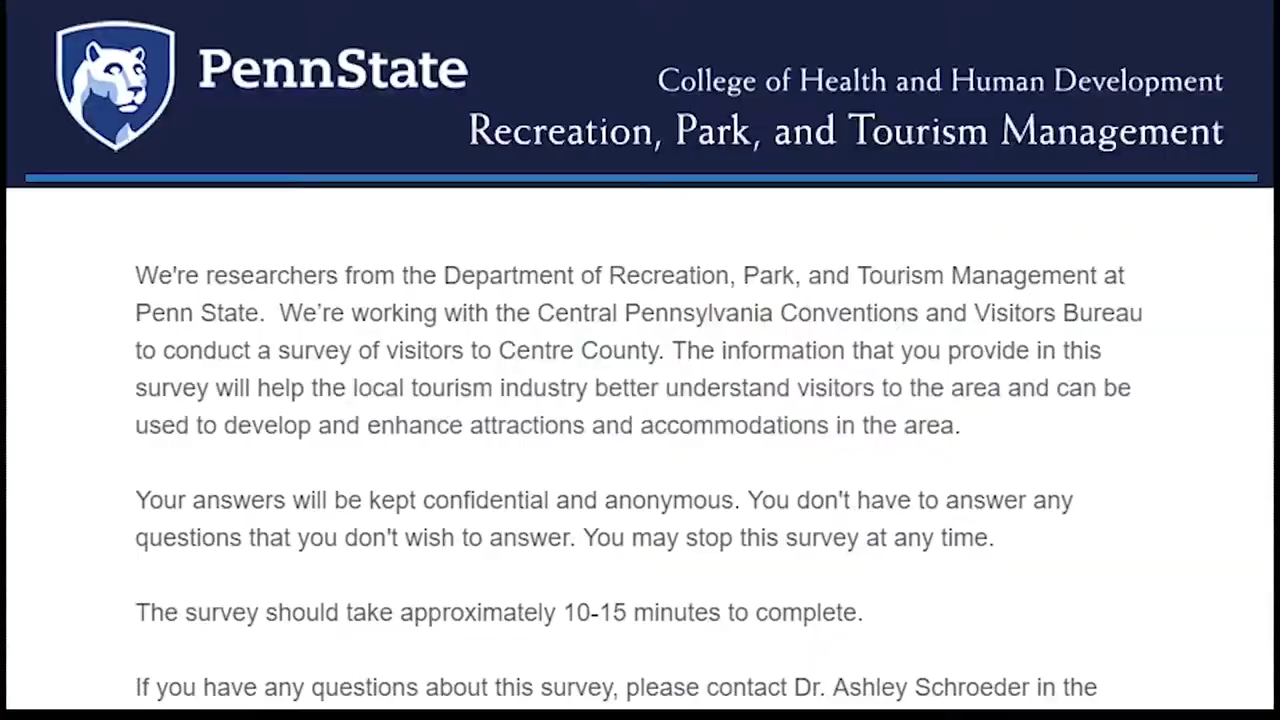 PennState
College of Health and Human Development
Recreation, Park, and Tourism Management
We're researchers from the Department of Recreation, Park, and Tourism Management at
Penn State.  We’re working with the Central Pennsylvania Conventions and Visitors Bureau
to conduct a survey of visitors to Centre County. The information that you provide in this
survey will help the local tourism industry better understand visitors to the area and can be
used to develop and enhance attractions and accommodations in the area.
Your answers will be kept confidential and anonymous. You don't have to answer any
questions that you don't wish to answer. You may stop this survey at any time.
The survey should take approximately 10-15 minutes to complete.
If you have any questions about this survey, please contact Dr. Ashley Schroeder in the